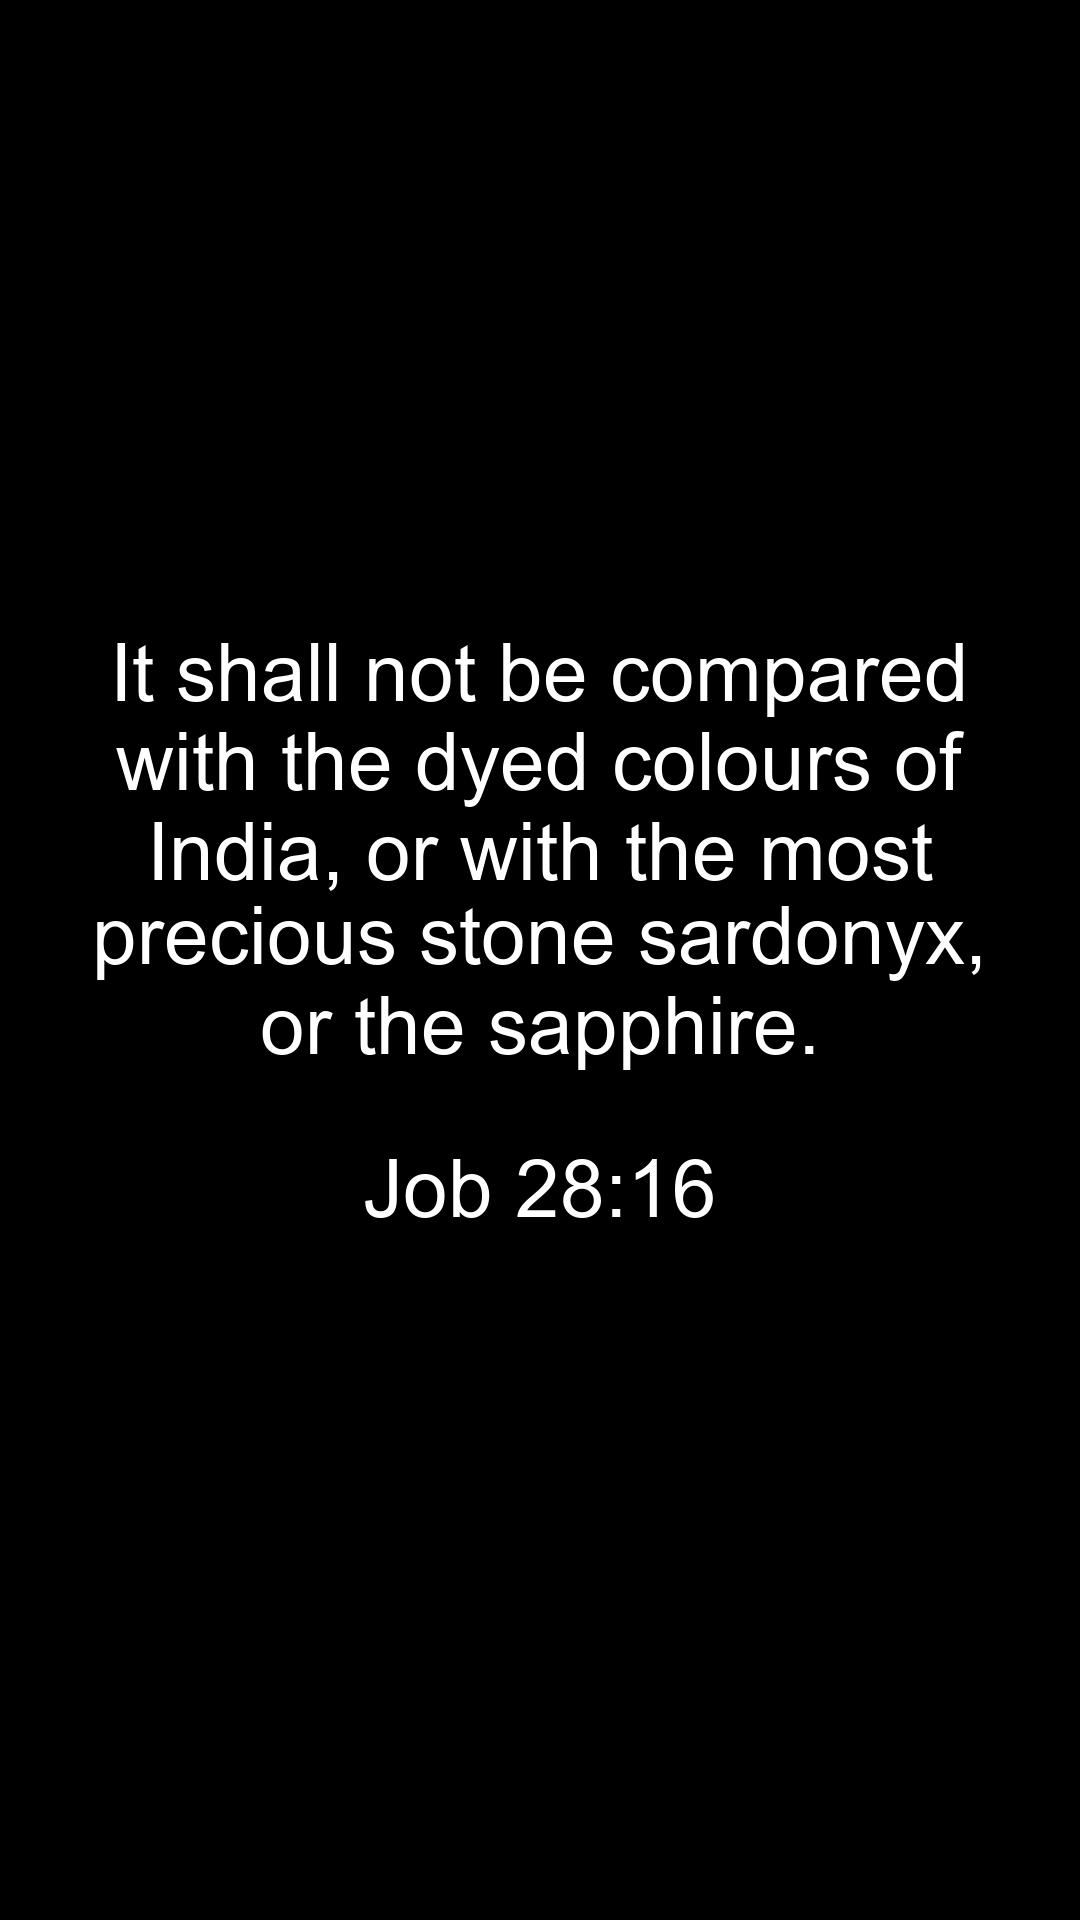 It shall not be compared
with the dyed colours of
India, or with the most
precious stone sardonyx,
or the sapphire.
Job 28:16